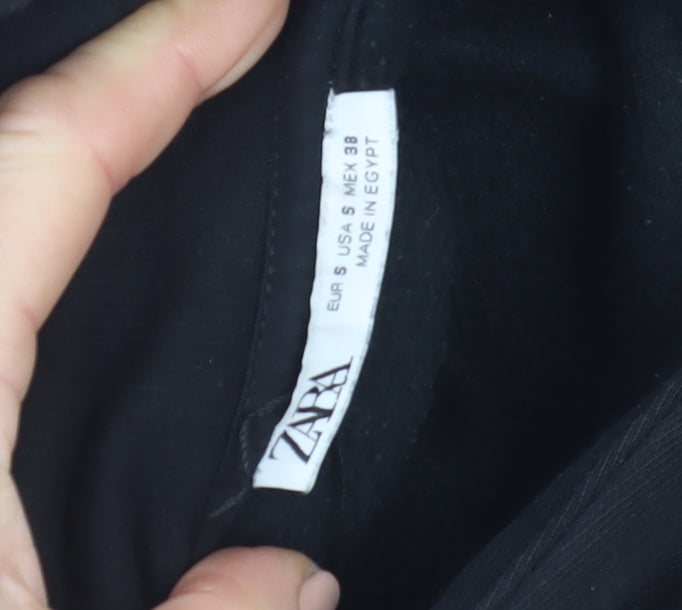 ZARA
EUR S USA S MEX 38
MADE IN EGYPT